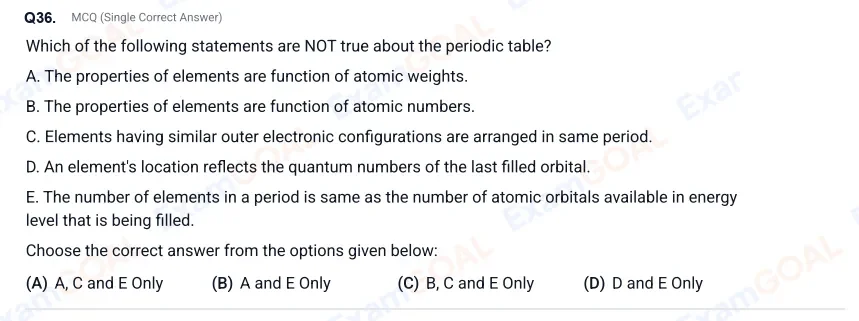 Q36. MCQ (Single Correct Answer)
Which of the following statements are NOT true about the periodic table?
A. The properties of elements are function of atomic weights.
B. The properties of elements are function of atomic numbers.
C. Elements having similar outer electronic configurations are arranged in same period.
D. An element's location reflects the quantum numbers of the last filled orbital.
E. The number of elements in a period is same as the number of atomic orbitals available in energy
level that is being filled.
Choose the correct answer from the options given below:
(A) A, C and E Only (B) A and E Only (C) B, C and E Only (D) D and E Only